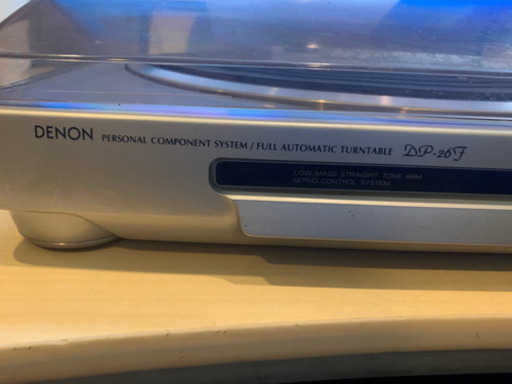 DENON PERSONAL COMPONENT SYSTEM / FULL AUTOMATIC TURNTABLE DP-26F
LOW MASS STRAIGHT TONE ARM
SERVO CONTROL SYSTEM